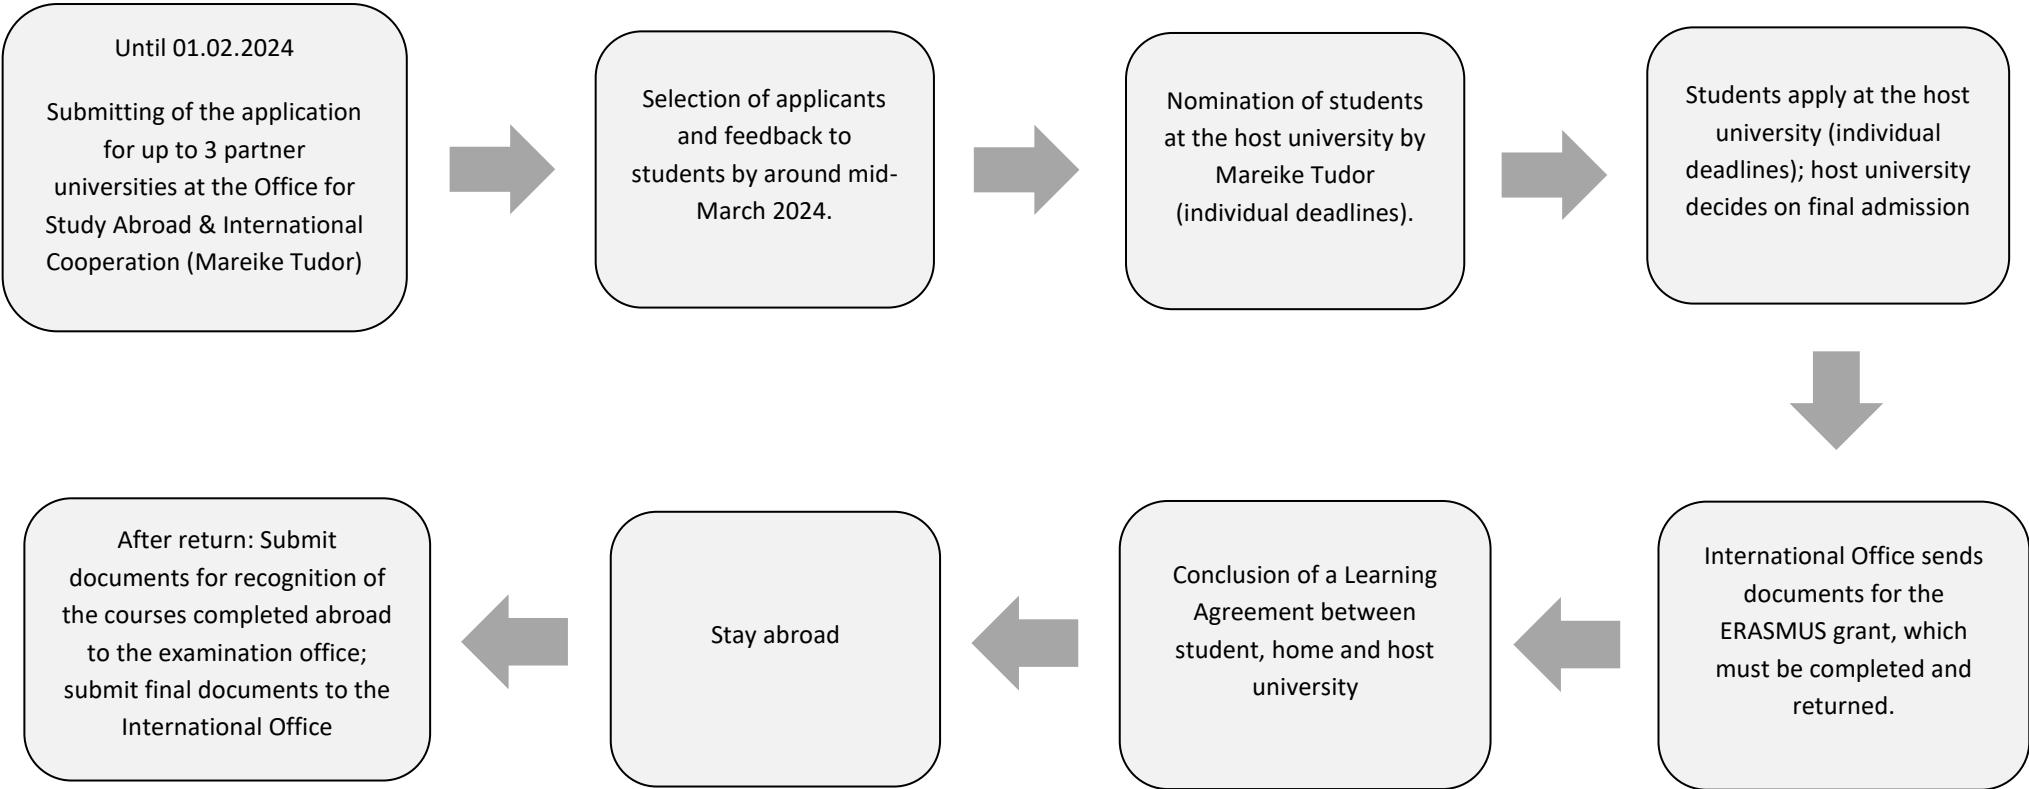 Until 01.02.2024
Submitting of the application
for up to 3 partner
universities at the Office for
Study Abroad & International
Cooperation (Mareike Tudor)
Selection of applicants
and feedback to
students by around mid-
March 2024.
Nomination of students
at the host university by
Mareike Tudor
(individual deadlines).
Students apply at the host
university (individual
deadlines); host university
decides on final admission
International Office sends
documents for the
ERASMUS grant, which
must be completed and
returned.
Conclusion of a Learning
Agreement between
student, home and host
university
Stay abroad
After return: Submit
documents for recognition of
the courses completed abroad
to the examination office;
submit final documents to the
International Office